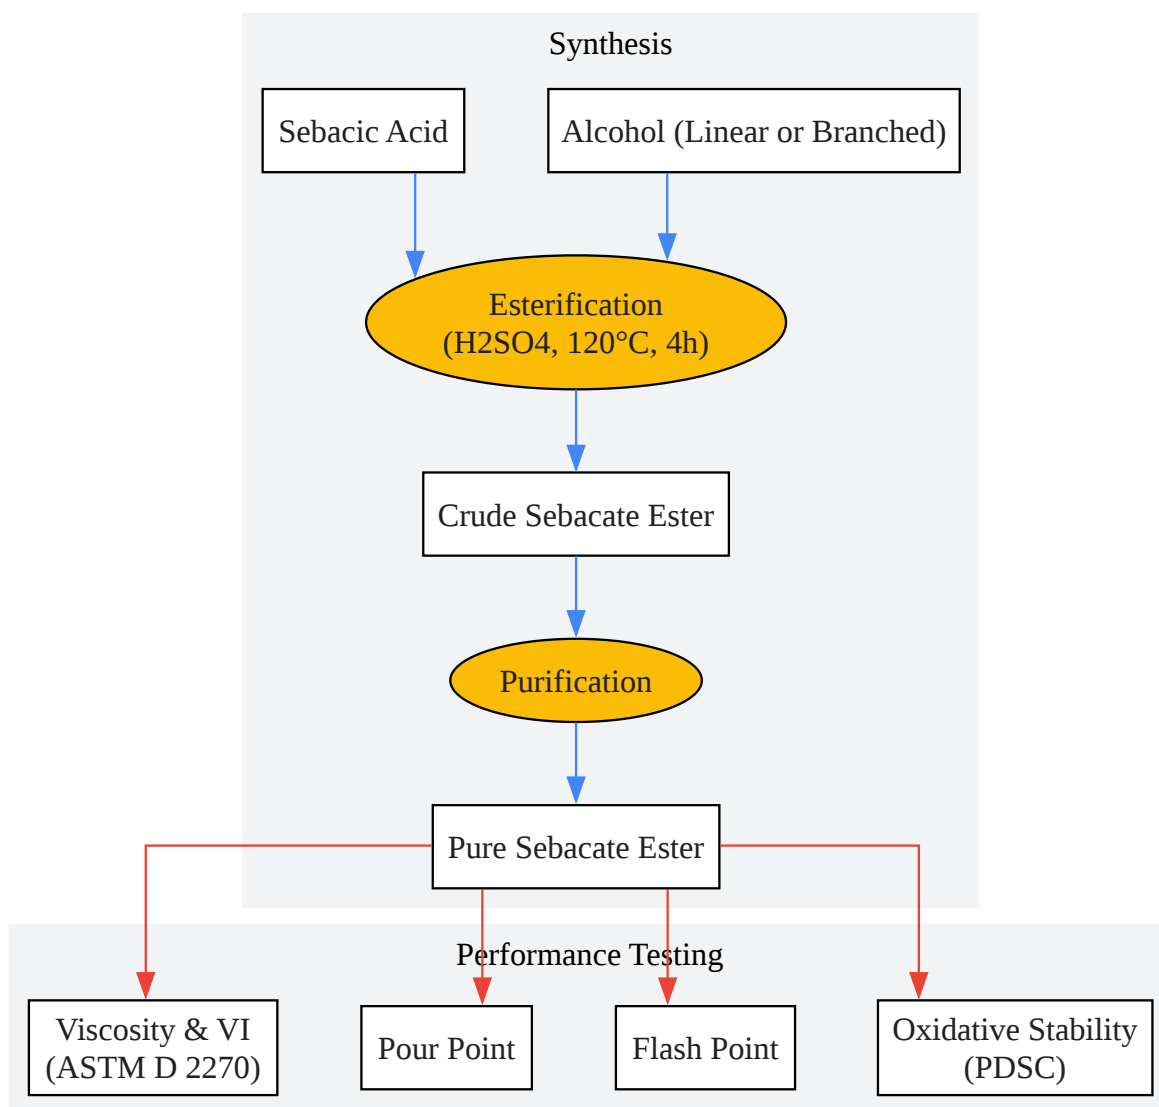 Synthesis
Sebacic Acid
Alcohol (Linear or Branched)
Esterification
(H2SO4, 120°C, 4h)
Crude Sebacate Ester
Purification
Pure Sebacate Ester
Performance Testing
Viscosity & VI
(ASTM D 2270)
Pour Point
Flash Point
Oxidative Stability
(PDSC)